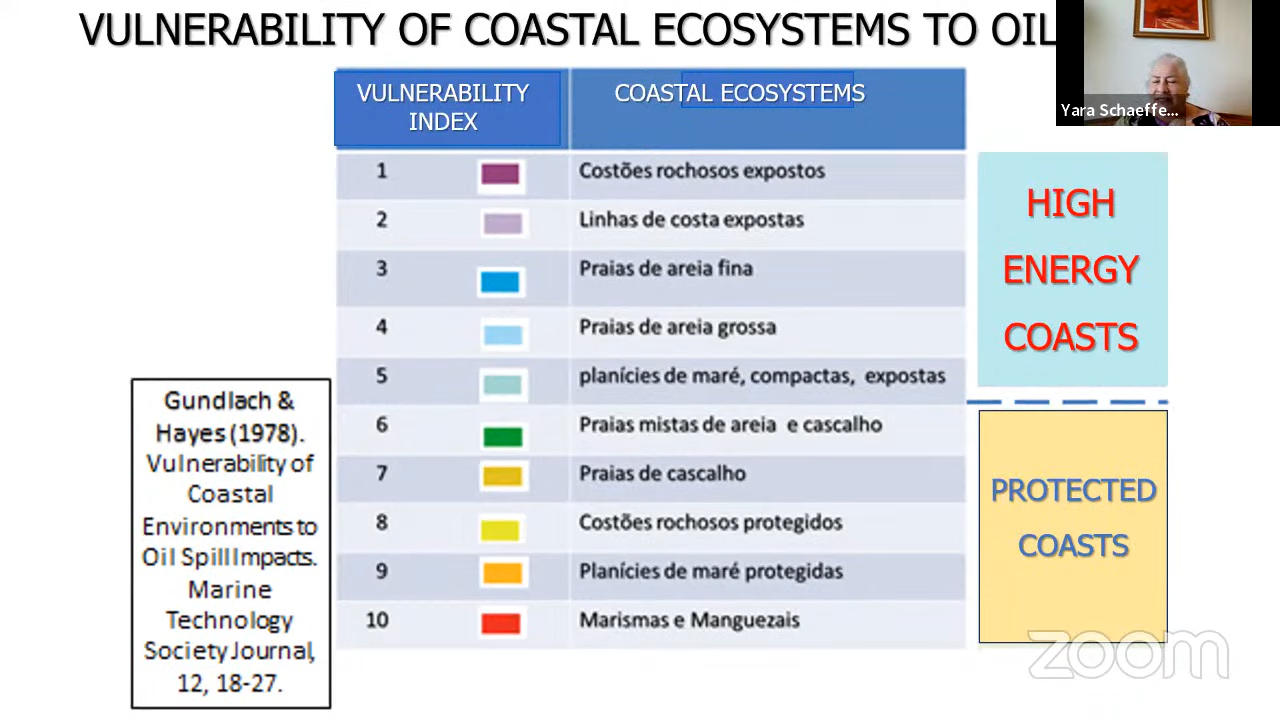 VULNERABILITY OF COASTAL ECOSYSTEMS TO OIL
Yara Schaeffe...
VULNERABILITY
INDEX
COASTAL ECOSYSTEMS
1 Costões rochosos expostos
2 Linhas de costa expostas
3 Praias de areia fina
4 Praias de areia grossa
5 planícies de maré, compactas, expostas
6 Praias mistas de areia e cascalho
7 Praias de cascalho
8 Costões rochosos protegidos
9 Planícies de maré protegidas
10 Marismas e Manguezais
HIGH
ENERGY
COASTS
PROTECTED
COASTS
Gundlach &
Hayes (1978).
Vulnerability of
Coastal
Environments to
Oil Spill Impacts.
Marine
Technology
Society Journal,
12, 18-27.
zoom